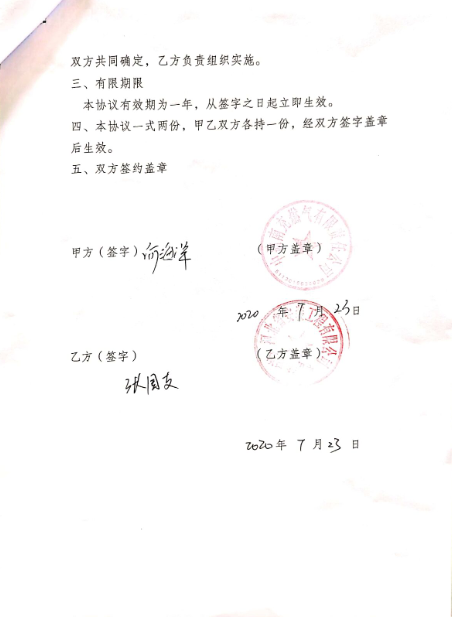 双方共同确定，乙方负责组织实施。
三、有限期限
本协议有效期为一年，从签字之日起立即生效。
四、本协议一式两份，甲乙双方各持一份，经双方签字盖章
后生效。
五、双方签约盖章
甲方（签字）
（甲方盖章）
2020 年 7 月 23 日
乙方（签字）
（乙方盖章）
张国支
2020 年 7 月 23 日